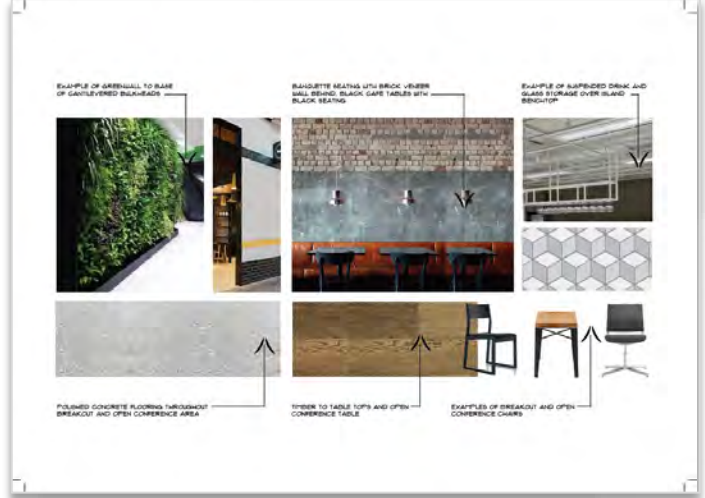 EXAMPLE OF GREENWALL TO BASE
OF CANTILEVERED BULKHEADS
BANQUETTE SEATING WITH BRICK VENEER
WALL BEHIND, BLACK CAFE TABLES WITH
BLACK SEATING
EXAMPLE OF SUSPENDED DRINK AND
GLASS STORAGE OVER ISLAND
BENCHTOP
POLISHED CONCRETE FLOORING THROUGHOUT
BREAKOUT AND OPEN CONFERENCE AREA
TIMBER TO TABLE TOPS AND OPEN
CONFERENCE TABLE
EXAMPLES OF BREAKOUT AND OPEN
CONFERENCE CHAIRS